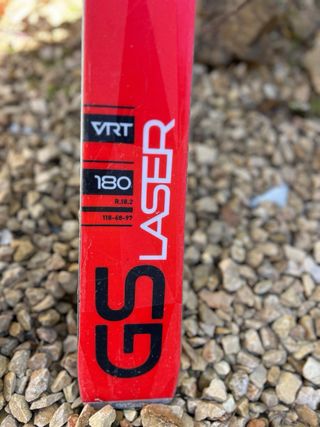 VRT
180
R.18.2
118-68-97
LASER
GS